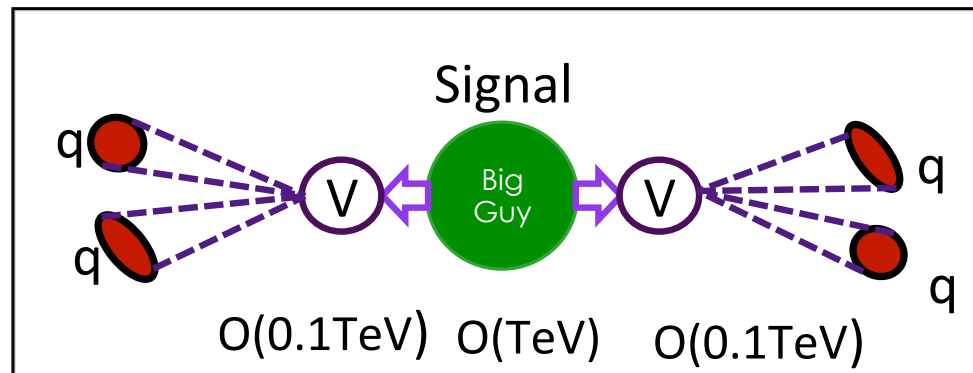 Signal
q
q
V
Big
Guy
V
q
q
O(0.1TeV)
O(TeV)
O(0.1TeV)